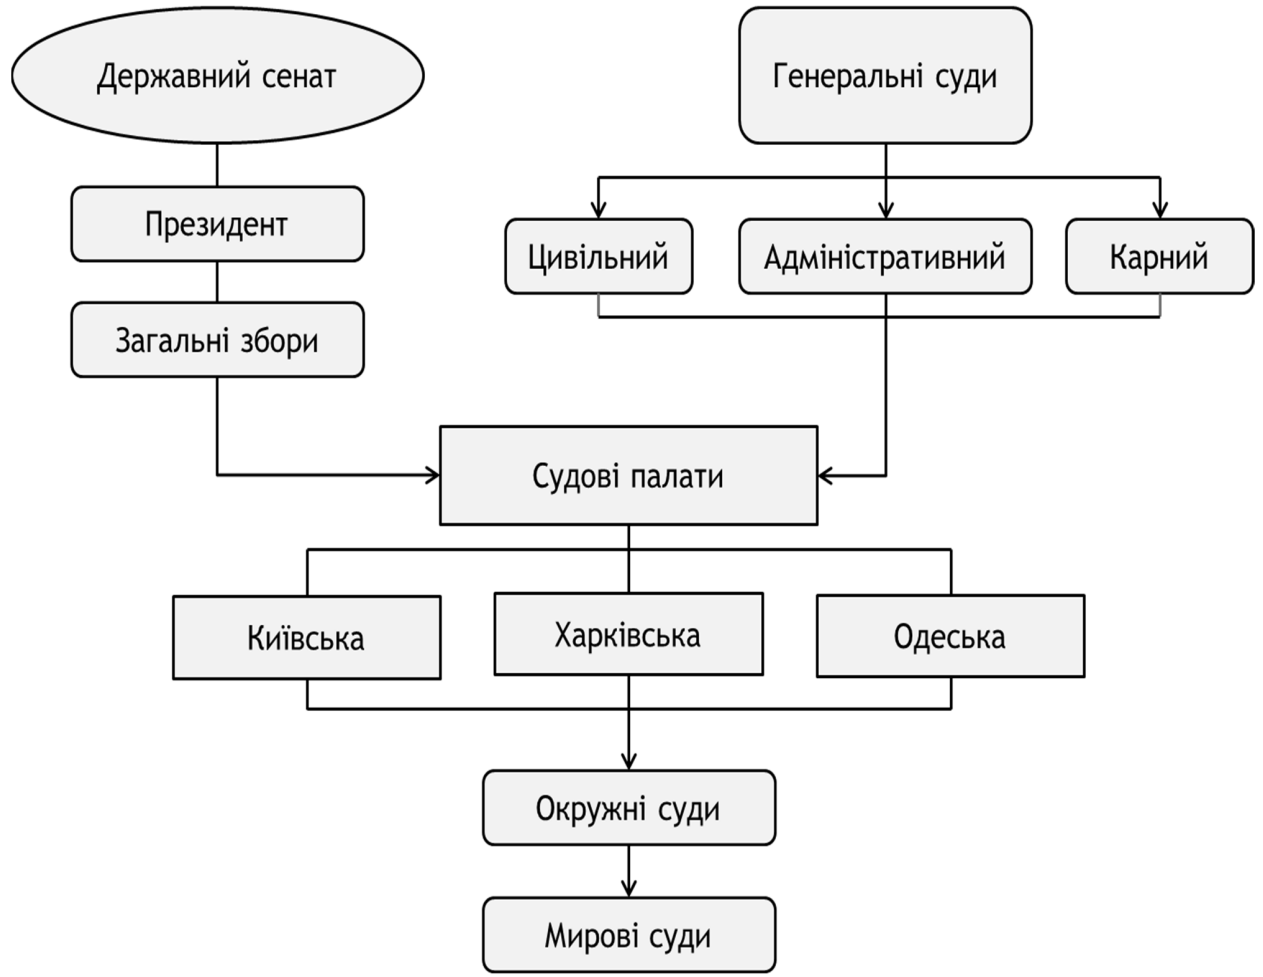 Державний сенат
Генеральні суди
Президент
Цивільний
Адміністративний
Карний
Загальні збори
Судові палати
Київська
Харківська
Одеська
Окружні суди
Мирові суди